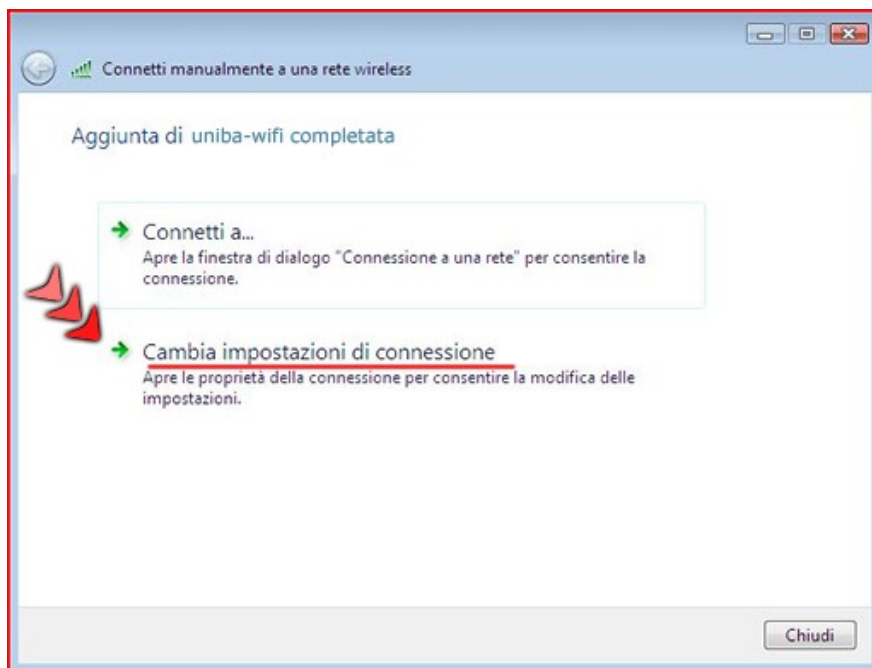 Connetti manualmente a una rete wireless
Aggiunta di uniba-wifi completata
Connetti a...
Apre la finestra di dialogo "Connessione a una rete" per consentire la
connessione.
Cambia impostazioni di connessione
Apre le proprietà della connessione per consentire la modifica delle
impostazioni.
Chiudi